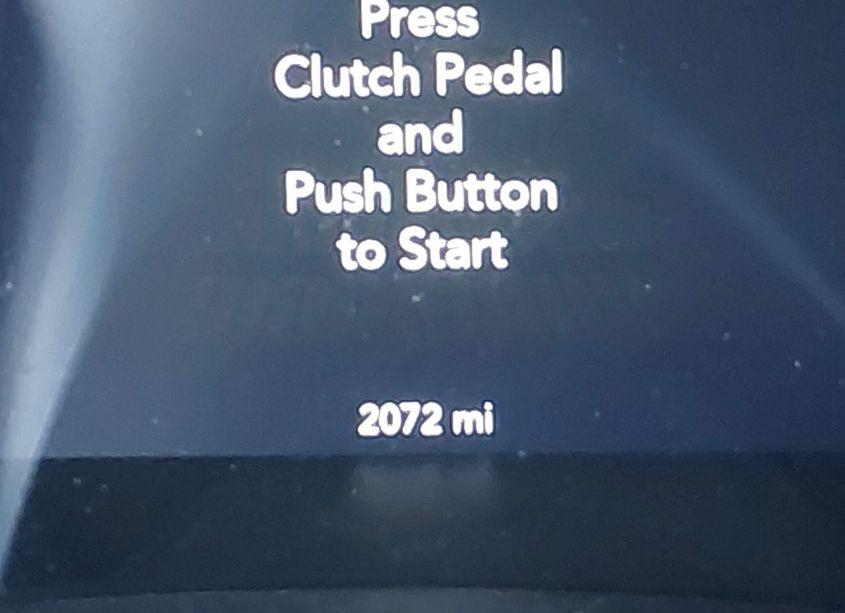 Press
Clutch Pedal
and
Push Button
to Start
2072 mi